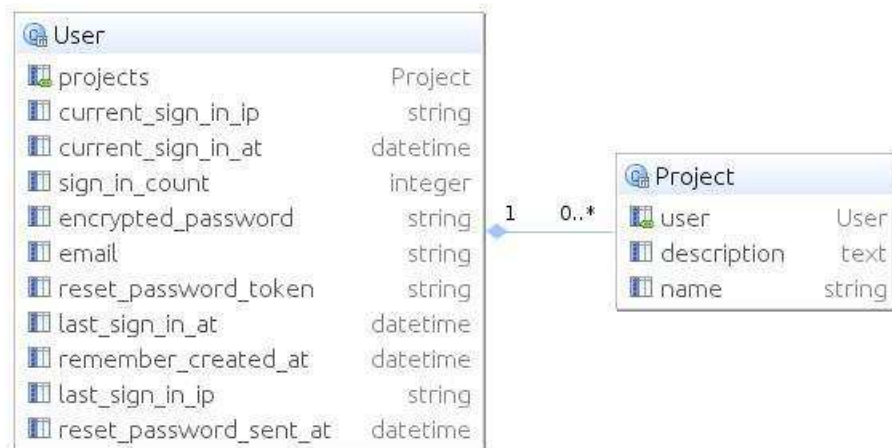 User
projects Project
current_sign_in_ip string
current_sign_in_at datetime
sign_in_count integer
encrypted_password string
email string
reset_password_token string
last_sign_in_at datetime
remember_created_at datetime
last_sign_in_ip string
reset_password_sent_at datetime
1 0..*
Project
user User
description text
name string